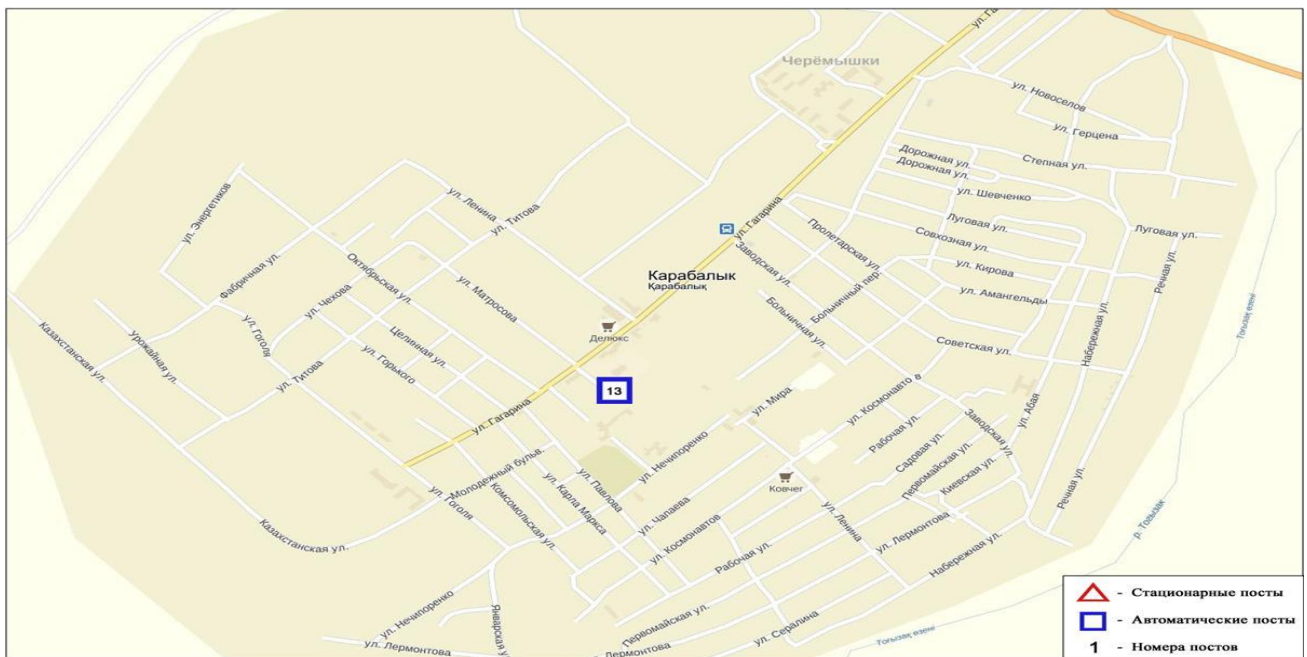 ул. Га
Черёмышки
ул. Новоселов
ул. Герцена
Дорожная ул.
Дорожная ул.
Степная ул.
ул. Шевченко
ул. Энергетиков
ул. Ленина
ул. Титова
ул. Гагарина
Пролетарская ул.
Луговая ул.
Луговая ул.
Совхозная ул.
Заводская ул.
Октябрьская ул.
Фабричная ул.
ул. Кирова
Речная ул.
Карабалык
Қарабалық
Больничный пер.
ул. Амангельды
ул. Чехова
ул. Матросова
Больничная ул.
Тоғызақ өзені
Казахстанская ул.
Урожайная ул.
ул. Гоголя
Целинная ул.
Делюкс
Советская ул.
Набережная ул.
ул. Горького
ул. Титова
13
ул. Мира
ул. Космонавто в
ул. Гагарина
Рабочая ул.
Заводская ул.
ул. Абая
ул. Нечипоренко
Садовая ул.
Первомайская ул.
Киевская ул.
Молодежный бульв.
ул. Павлова
Ковчег
Речная ул.
ул. Гоголя
Комсомольская ул.
ул. Карла Маркса
ул. Чапаева
ул. Ленина
р. Тогызак
Казахстанская ул.
ул. Космонавтов
ул. Лермонтова
Рабочая ул.
Набережная ул.
ул. Нечипоренко
Январская ул.
Первомайская ул.
ул. Сералина
Тоғызақ өзені
ул. Лермонтова
- Стационарные посты
- Автоматические посты
1 - Номера постов